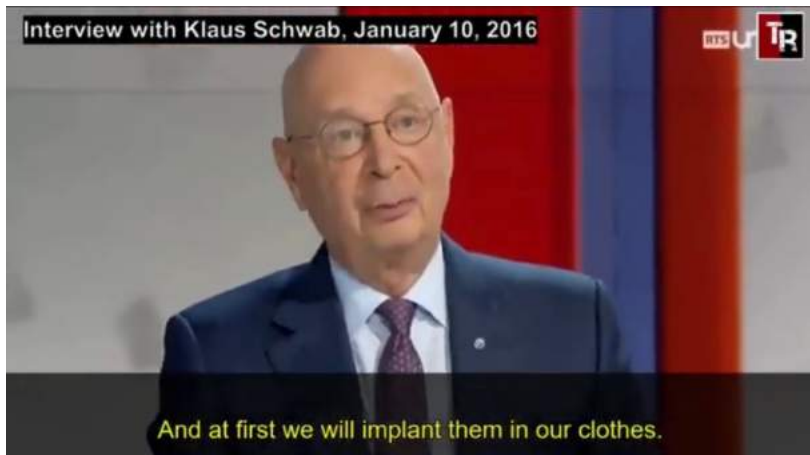 Interview with Klaus Schwab, January 10, 2016
RTS un
TR
And at first we will implant them in our clothes.